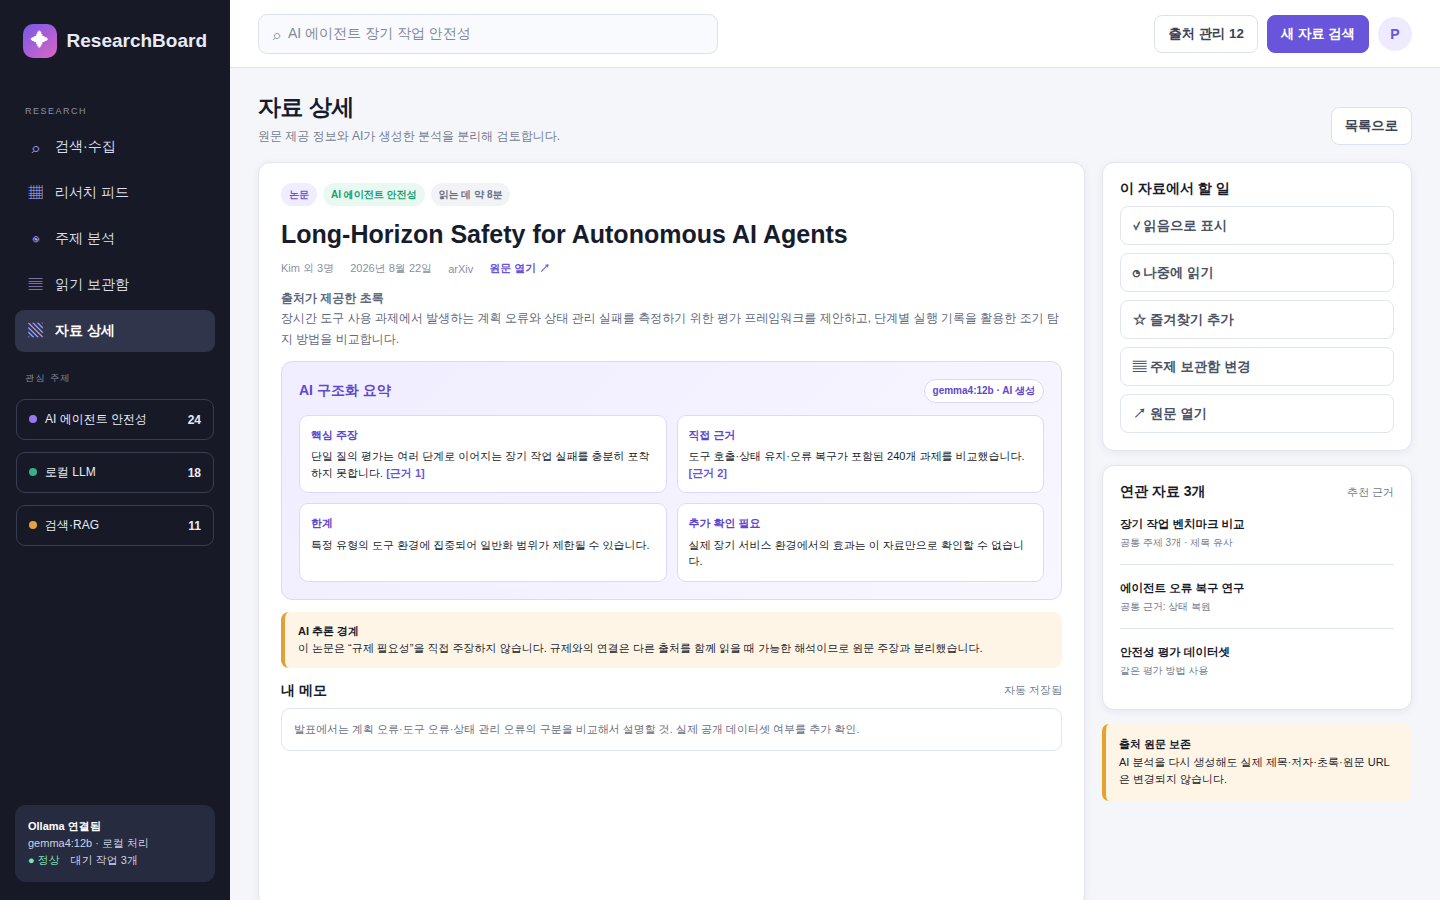 ResearchBoard
RESEARCH
검색·수집
리서치 피드
주제 분석
읽기 보관함
자료 상세
관심 주제
AI 에이전트 안전성 24
로컬 LLM 18
검색·RAG 11
Ollama 연결됨
gemma4:12b · 로컬 처리
● 정상 대기 작업 3개
AI 에이전트 장기 작업 안전성
출처 관리 12
새 자료 검색
P
자료 상세
원문 제공 정보와 AI가 생성한 분석을 분리해 검토합니다.
목록으로
논문 AI 에이전트 안전성 읽는 데 약 8분
Long-Horizon Safety for Autonomous AI Agents
Kim 외 3명 2026년 8월 22일 arXiv 원문 열기 ↗
출처가 제공한 초록
장시간 도구 사용 과제에서 발생하는 계획 오류와 상태 관리 실패를 측정하기 위한 평가 프레임워크를 제안하고, 단계별 실행 기록을 활용한 조기 탐
지 방법을 비교합니다.
AI 구조화 요약
gemma4:12b · AI 생성
핵심 주장
단일 질의 평가는 여러 단계로 이어지는 장기 작업 실패를 충분히 포착
하지 못합니다. [근거 1]
직접 근거
도구 호출·상태 유지·오류 복구가 포함된 240개 과제를 비교했습니다.
[근거 2]
한계
특정 유형의 도구 환경에 집중되어 일반화 범위가 제한될 수 있습니다.
추가 확인 필요
실제 장기 서비스 환경에서의 효과는 이 자료만으로 확인할 수 없습니
다.
AI 추론 경계
이 논문은 “규제 필요성”을 직접 주장하지 않습니다. 규제와의 연결은 다른 출처를 함께 읽을 때 가능한 해석이므로 원문 주장과 분리했습니다.
내 메모
자동 저장됨
발표에서는 계획 오류·도구 오류·상태 관리 오류의 구분을 비교해서 설명할 것. 실제 공개 데이터셋 여부를 추가 확인.
이 자료에서 할 일
✓ 읽음으로 표시
◔ 나중에 읽기
☆ 즐겨찾기 추가
▤ 주제 보관함 변경
↗ 원문 열기
연관 자료 3개
추천 근거
장기 작업 벤치마크 비교
공통 주제 3개 · 제목 유사
에이전트 오류 복구 연구
공통 근거: 상태 복원
안전성 평가 데이터셋
같은 평가 방법 사용
출처 원문 보존
AI 분석을 다시 생성해도 실제 제목·저자·초록·원문 URL
은 변경되지 않습니다.